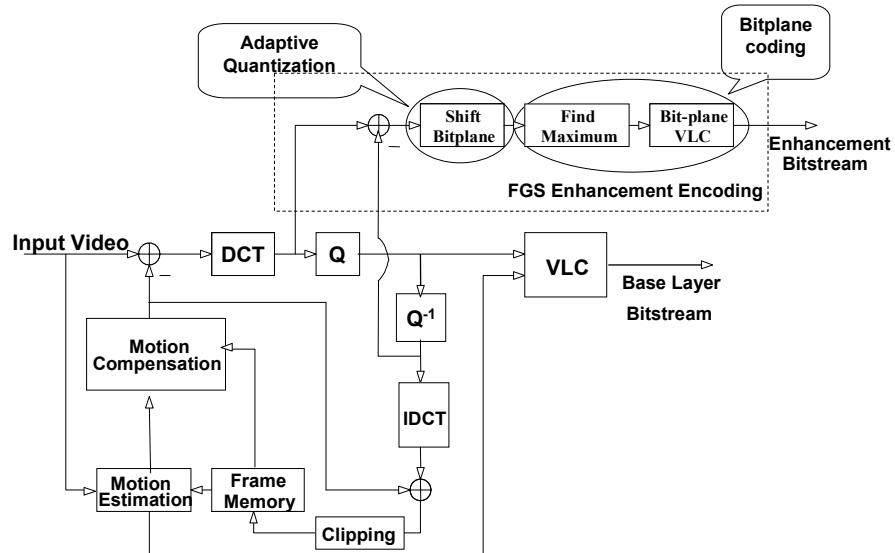 Adaptive
Quantization
Bitplane
coding
Shift
Bitplane
Find
Maximum
Bit-plane
VLC
Enhancement
Bitstream
FGS Enhancement Encoding
Input Video
DCT
Q
VLC
Base Layer
Bitstream
Q-1
Motion
Compensation
IDCT
Motion
Estimation
Frame
Memory
Clipping